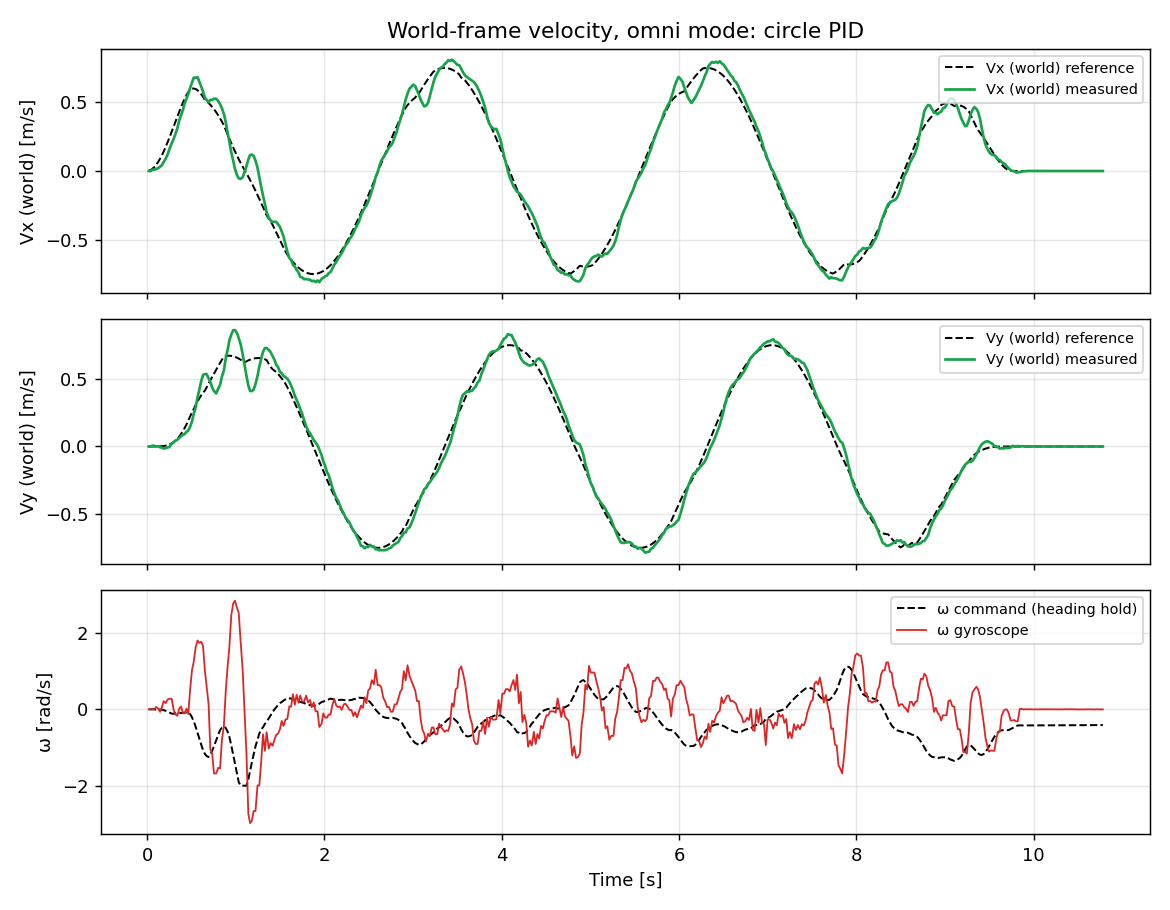 World-frame velocity, omni mode: circle PID
Vx (world) [m/s]
0.5
0.0
−0.5
Vx (world) reference
Vx (world) measured
Vy (world) [m/s]
0.5
0.0
−0.5
Vy (world) reference
Vy (world) measured
ω [rad/s]
2
0
−2
ω command (heading hold)
ω gyroscope
0 2 4 6 8 10
Time [s]